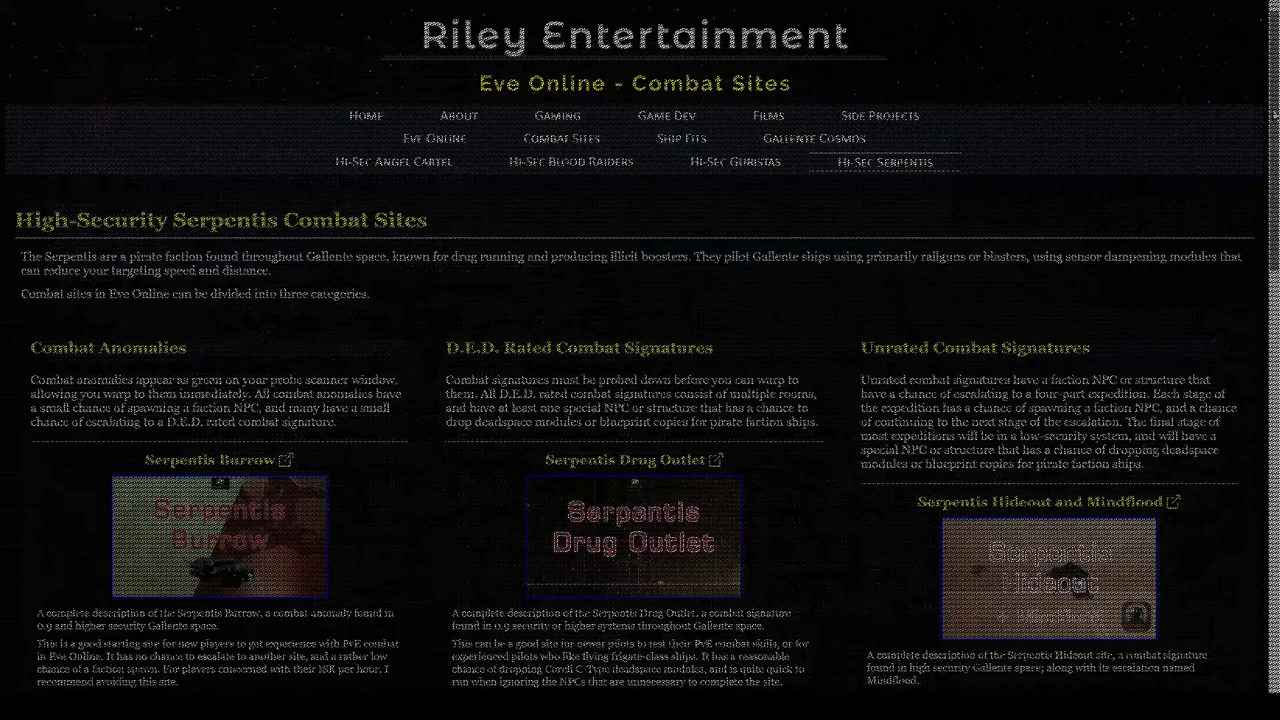 Riley Entertainment
Eve Online - Combat Sites
Home About Gaming Game Dev Films Side Projects
Eve Online Combat Sites Ship Fits Gallente Cosmos
Hi-Sec Angel Cartel Hi-Sec Blood Raiders Hi-Sec Guristas Hi-Sec Serpentis
High-Security Serpentis Combat Sites
The Serpentis are a pirate faction found throughout Gallente space, known for drug running and producing illicit boosters. They pilot Gallente ships using primarily railguns or blasters, using sensor dampening modules that
can reduce your targeting speed and distance.
Combat sites in Eve Online can be divided into three categories.
Combat Anomalies
Combat anomalies appear as green on your probe scanner window,
allowing you warp to them immediately. All combat anomalies have
a small chance of spawning a faction NPC, and many have a small
chance of escalating to a D.E.D. rated combat signature.
Serpentis Burrow
Serpentis
Burrow
A complete description of the Serpentis Burrow, a combat anomaly found in
0.9 and higher security Gallente space.
This is a good starting site for new players to get experience with PvE combat
in Eve Online. It has no chance to escalate to another site, and a rather low
chance of a faction spawn. For players concerned with their ISK per hour, I
recommend avoiding this site.
D.E.D. Rated Combat Signatures
Combat signatures must be probed down before you can warp to
them. All D.E.D. rated combat signatures consist of multiple rooms,
and have at least one special NPC or structure that has a chance to
drop deadspace modules or blueprint copies for pirate faction ships.
Serpentis Drug Outlet
Serpentis
Drug Outlet
A complete description of the Serpentis Drug Outlet, a combat signature
found in 0.9 security or higher systems throughout Gallente space.
This can be a good site for newer pilots to test their PvE combat skills, or for
experienced pilots who like flying frigate-class ships. It has a reasonable
chance of dropping Coreli C-Type deadspace modules, and is quite quick to
run when ignoring the NPCs that are unnecessary to complete the site.
Unrated Combat Signatures
Unrated combat signatures have a faction NPC or structure that
have a chance of escalating to a four-part expedition. Each stage of
the expedition has a chance of spawning a faction NPC, and a chance
of continuing to the next stage of the escalation. The final stage of
most expeditions will be in a low-security system, and will have a
special NPC or structure that has a chance of dropping deadspace
modules or blueprint copies for pirate faction ships.
Serpentis Hideout and Mindflood
Serpentis
Hideout
A complete description of the Serpentis Hideout site, a combat signature
found in high security Gallente space; along with its escalation named
Mindflood.